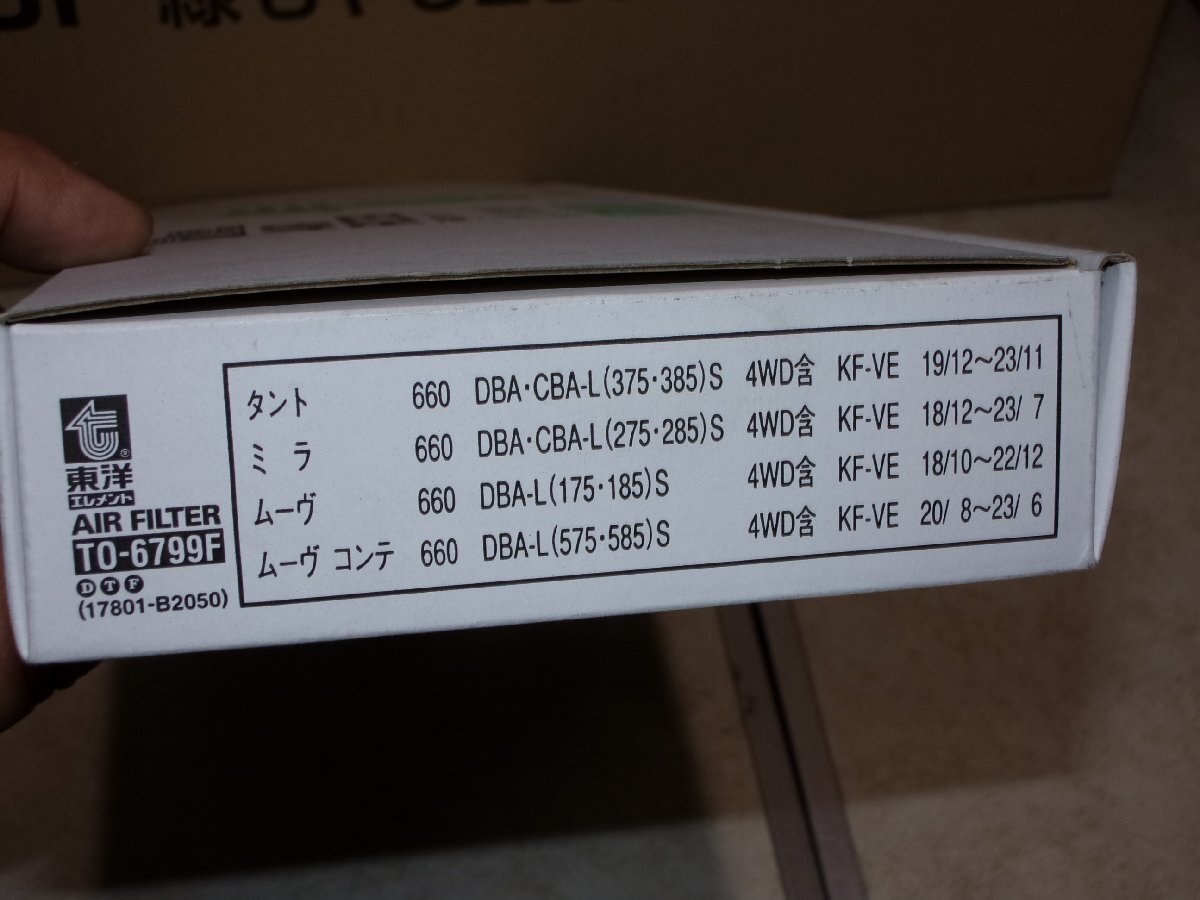 東洋
エレメント
AIR FILTER
TO-6799F
D T F
(17801-B2050)
タント 660 DBA・CBA-L(375・385)S 4WD含 KF-VE 19/12〜23/11
ミラ 660 DBA・CBA-L(275・285)S 4WD含 KF-VE 18/12〜23/ 7
ムーヴ 660 DBA-L(175・185)S 4WD含 KF-VE 18/10〜22/12
ムーヴ コンテ 660 DBA-L(575・585)S 4WD含 KF-VE 20/ 8〜23/ 6